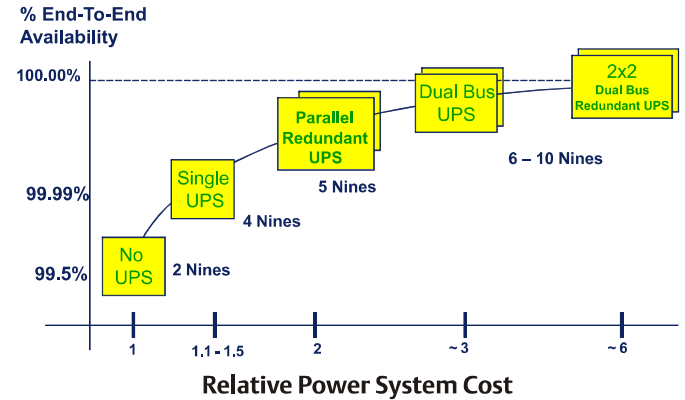 % End-To-End
Availability
100.00%
99.99%
99.5%
No
UPS
2 Nines
Single
UPS
4 Nines
Parallel
Redundant
UPS
5 Nines
Dual Bus
UPS
6 – 10 Nines
2x2
Dual Bus
Redundant UPS
1
1.1 - 1.5
2
~ 3
~ 6
Relative Power System Cost